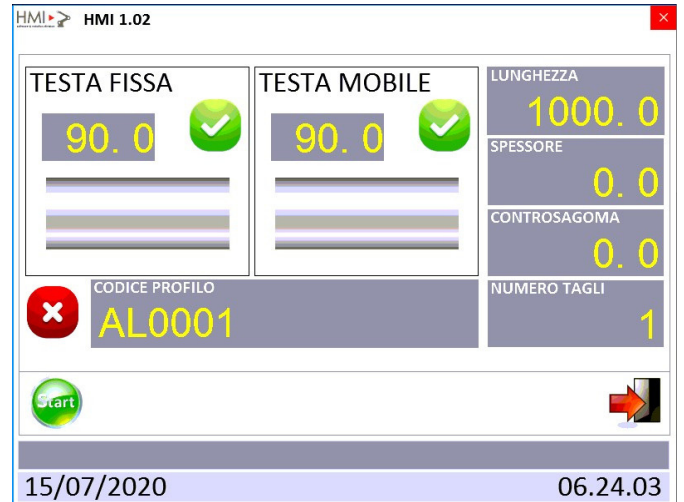 HMI HMI 1.02
TESTA FISSA
90. 0
TESTA MOBILE
90. 0
LUNGHEZZA
1000. 0
SPESSORE
0. 0
CONTROSAGOMA
0. 0
CODICE PROFILO
AL0001
NUMERO TAGLI
1
Start
15/07/2020 06.24.03